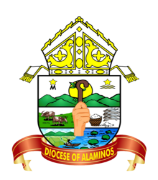 DIOCESE OF ALAMINOS